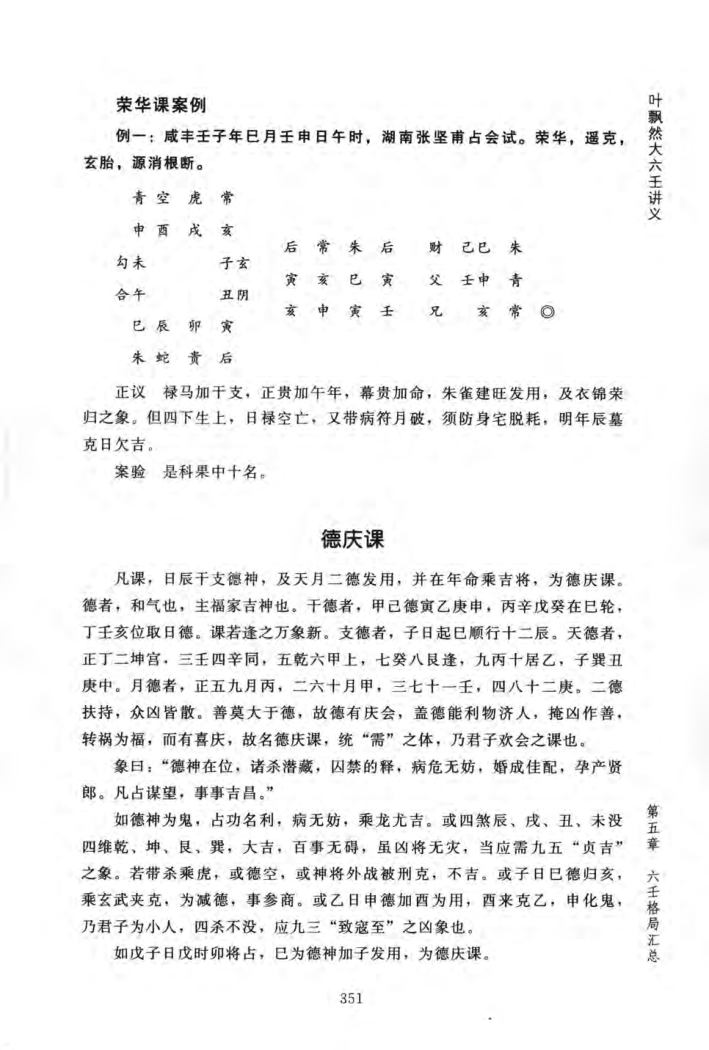 荣华课案例
例一：咸丰壬子年巳月壬申日午时，湖南张坚甫占会试。荣华，遥克，
玄胎，源消根断。
青 空 虎 常
申 酉 戌 亥
勾未 子玄
合午 丑阴
巳 辰 卯 寅
朱 蛇 贵 后
后 常 朱 后
寅 亥 巳 寅
亥 申 寅 壬
财 己巳 朱
父 壬申 青
兄 亥 常 ◎
正议 禄马加干支，正贵加午年，幕贵加命，朱雀建旺发用，及衣锦荣
归之象。但四下生上，日禄空亡，又带病符月破，须防身宅脱耗，明年辰墓
克日欠吉。
案验 是科果中十名。
德庆课
凡课，日辰干支德神，及天月二德发用，并在年命乘吉将，为德庆课。
德者，和气也，主福家吉神也。干德者，甲己德寅乙庚申，丙辛戊癸在巳轮，
丁壬亥位取日德。课若逢之万象新。支德者，子日起巳顺行十二辰。天德者，
正丁二坤宫，三壬四辛同，五乾六甲上，七癸八艮逢，九丙十居乙，子巽丑
庚中。月德者，正五九月丙，二六十月甲，三七十一壬，四八十二庚。二德
扶持，众凶皆散。善莫大于德，故德有庆会，盖德能利物济人，掩凶作善，
转祸为福，而有喜庆，故名德庆课，统“需”之体，乃君子欢会之课也。
象曰：“德神在位，诸杀潜藏，囚禁的释，病危无妨，婚成佳配，孕产贤
郎。凡占谋望，事事吉昌。”
如德神为鬼，占功名利，病无妨，乘龙尤吉。或四煞辰、戌、丑、未没
四维乾、坤、艮、巽，大吉，百事无碍，虽凶将无灾，当应需九五“贞吉”
之象。若带杀乘虎，或德空，或神将外战被刑克，不吉。或子日巳德归亥，
乘玄武夹克，为减德，事参商。或乙日申德加酉为用，酉来克乙，申化鬼，
乃君子为小人，四杀不没，应九三“致寇至”之凶象也。
如戊子日戊时卯将占，巳为德神加子发用，为德庆课。
351
叶飘然大六壬讲义
第五章 六壬格局汇总